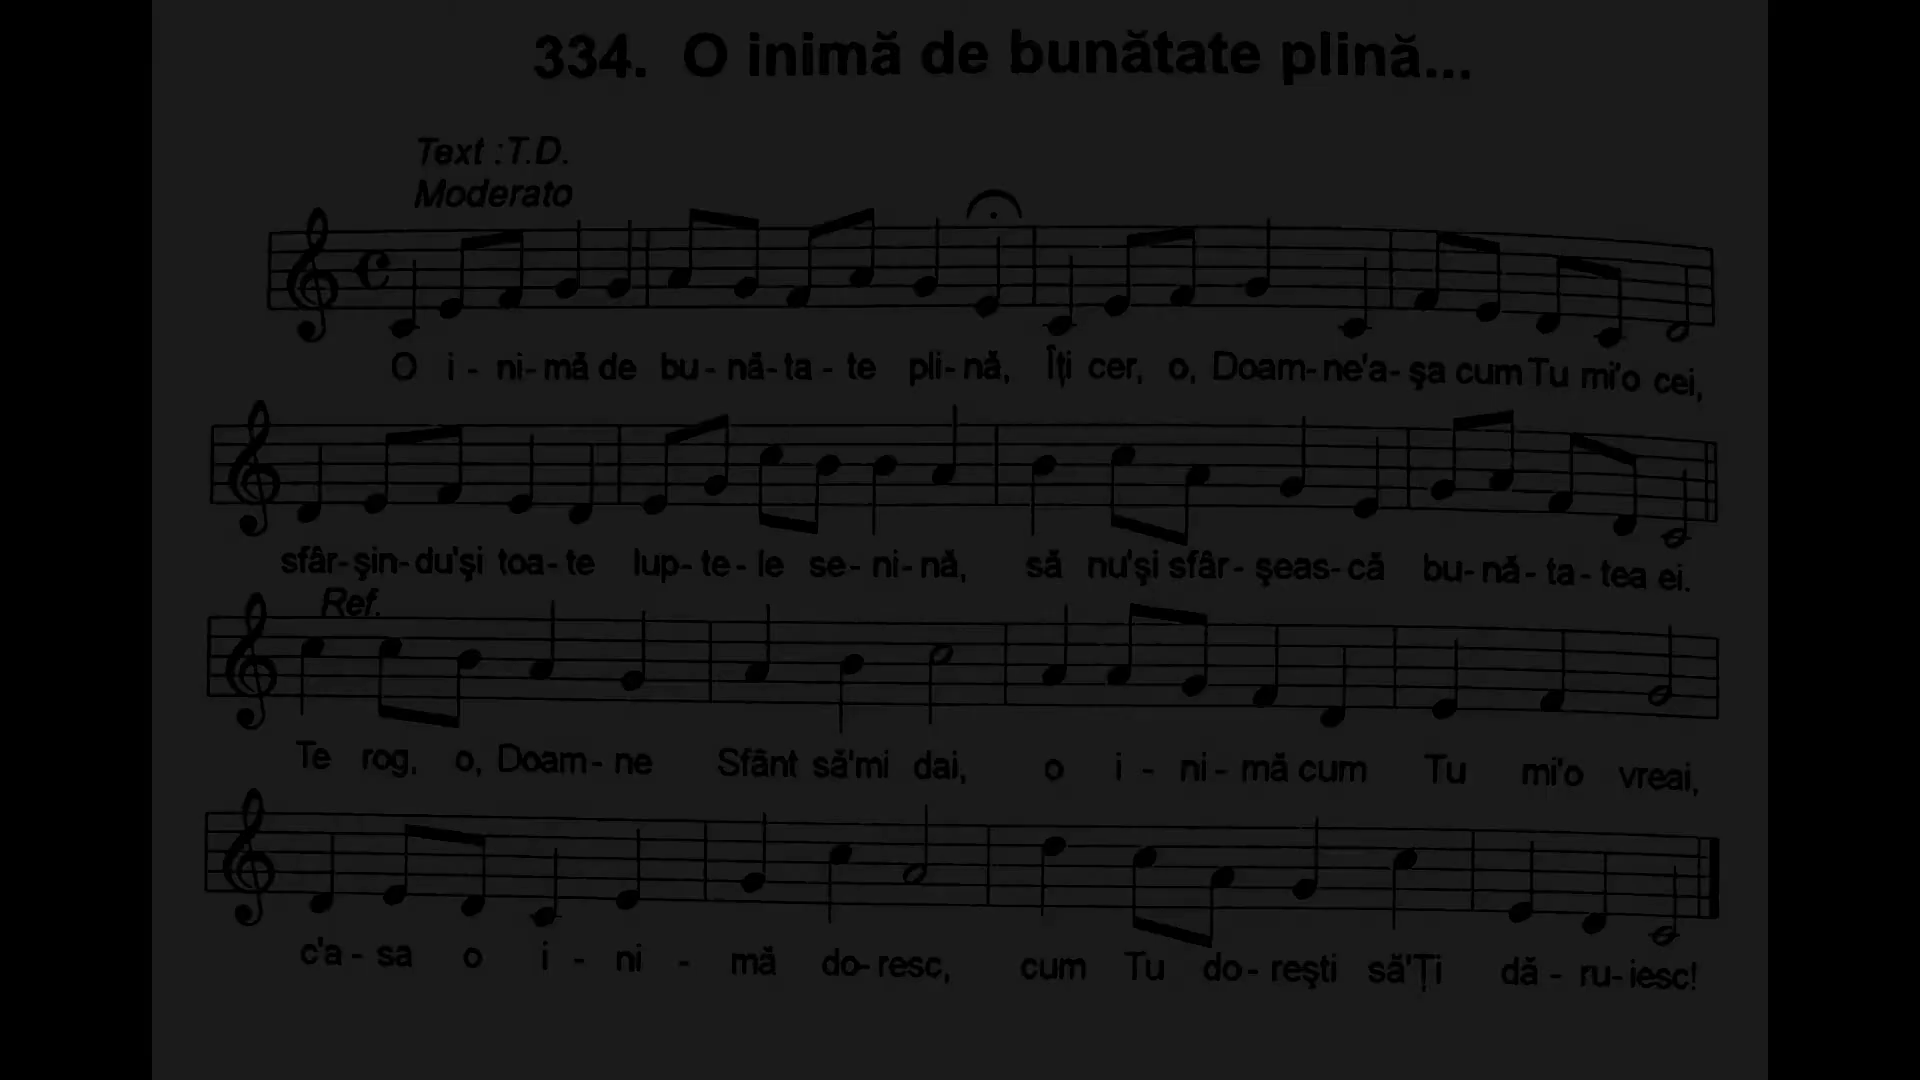 334. O inimă de bunătate plină...
Text :T.D.
Moderato
O i - ni-mă de bu-nă-ta-te pli-nă, Îți cer, o, Doam-ne'a-şa cum Tu mi'o cei,
sfâr-şin-du'şi toa-te lup-te-le se-ni-nă, să nu'şi sfâr-şeas-că bu-nă-ta-tea ei.
Ref.
Te rog, o, Doam-ne Sfânt să'mi dai, o i - ni-mă cum Tu mi'o vreai,
c'a-sa o i - ni - mă do-resc, cum Tu do-reşti să'Ți dă-ru-iesc!